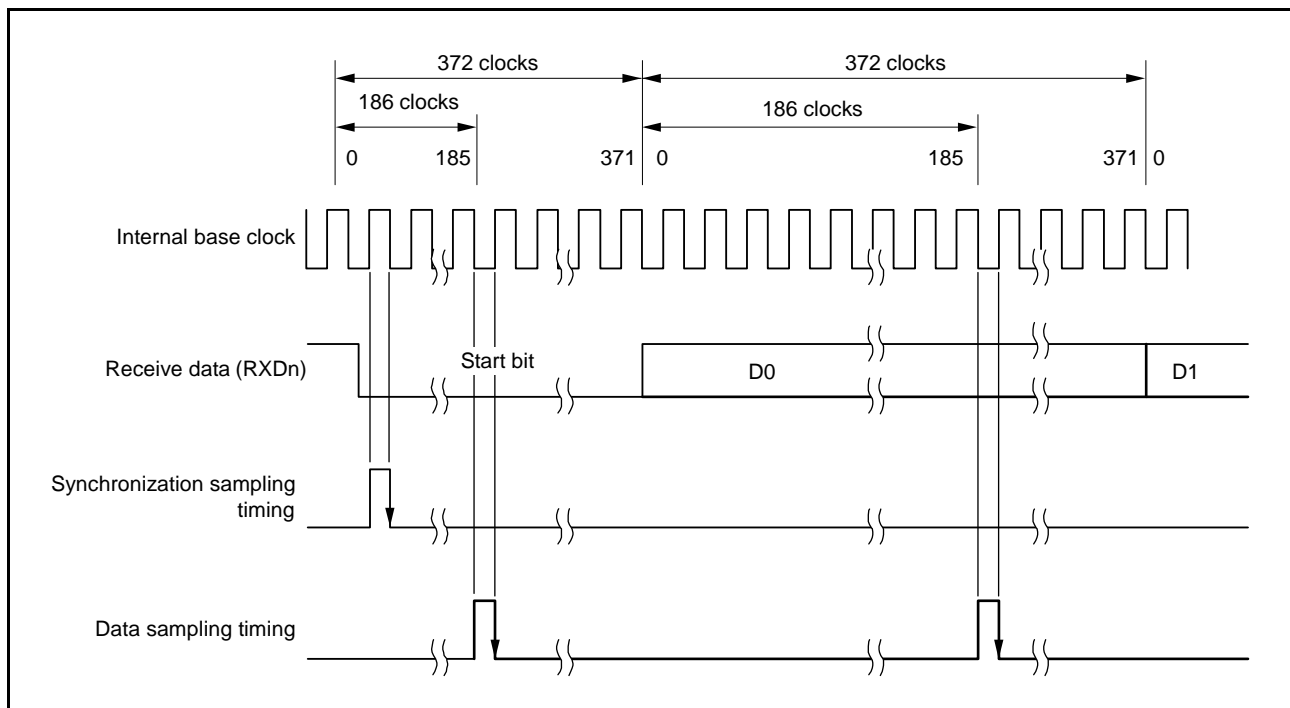 372 clocks
372 clocks
186 clocks
186 clocks
0
185
371
0
185
371
0
Internal base clock
Receive data (RXDn)
Start bit
D0
D1
Synchronization sampling
timing
Data sampling timing